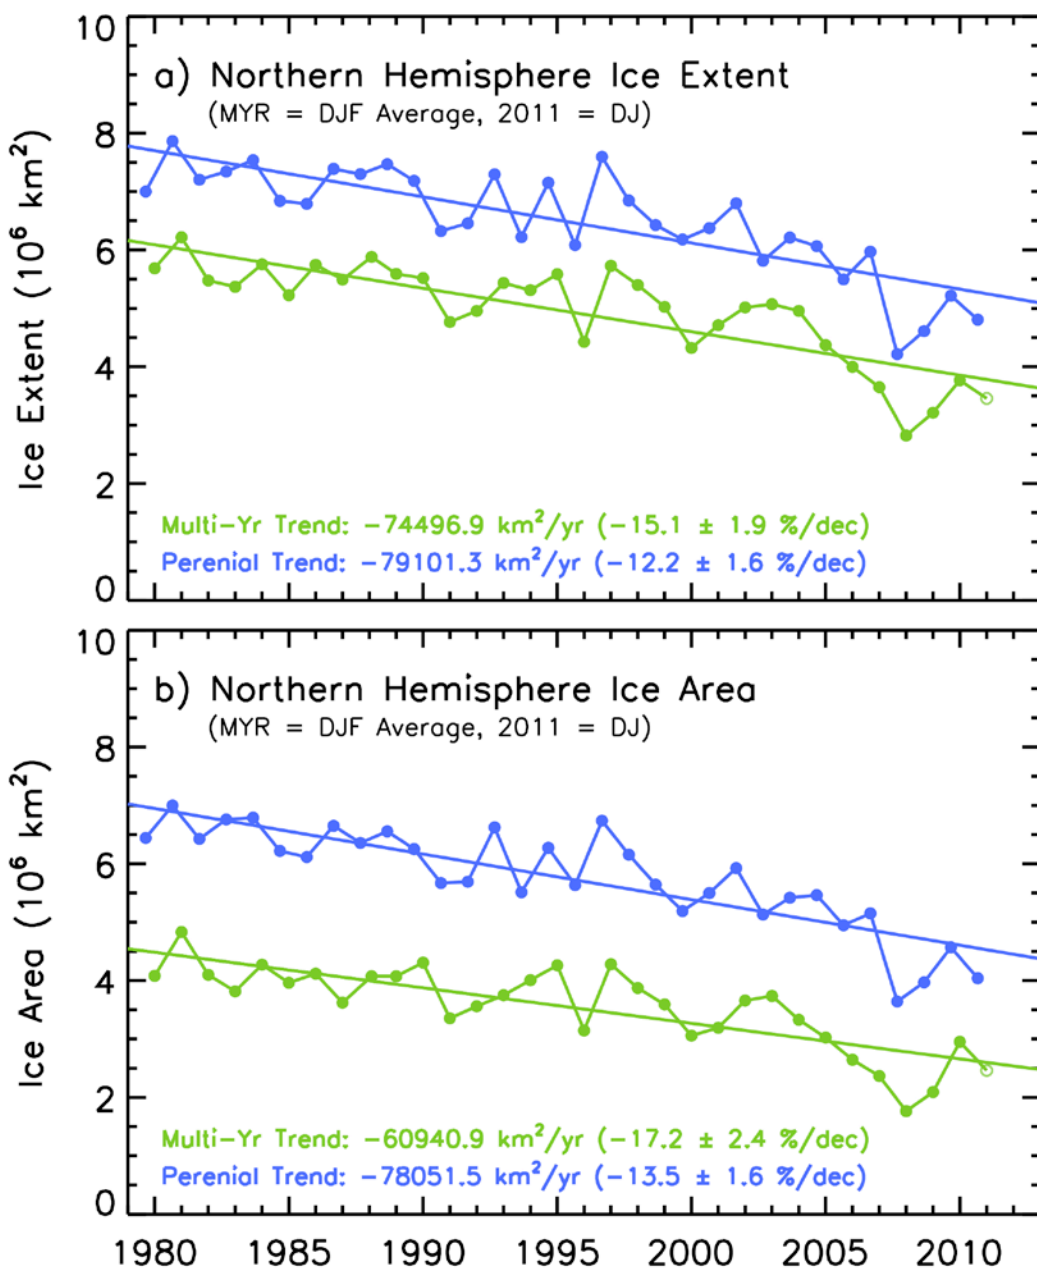 10
a) Northern Hemisphere Ice Extent
(MYR = DJF Average, 2011 = DJ)
8
6
4
2
0
Ice Extent (10⁶ km²)
Multi-Yr Trend: -74496.9 km²/yr (-15.1 ± 1.9 %/dec)
Perenial Trend: -79101.3 km²/yr (-12.2 ± 1.6 %/dec)
10
b) Northern Hemisphere Ice Area
(MYR = DJF Average, 2011 = DJ)
8
6
4
2
0
Ice Area (10⁶ km²)
Multi-Yr Trend: -60940.9 km²/yr (-17.2 ± 2.4 %/dec)
Perenial Trend: -78051.5 km²/yr (-13.5 ± 1.6 %/dec)
1980 1985 1990 1995 2000 2005 2010